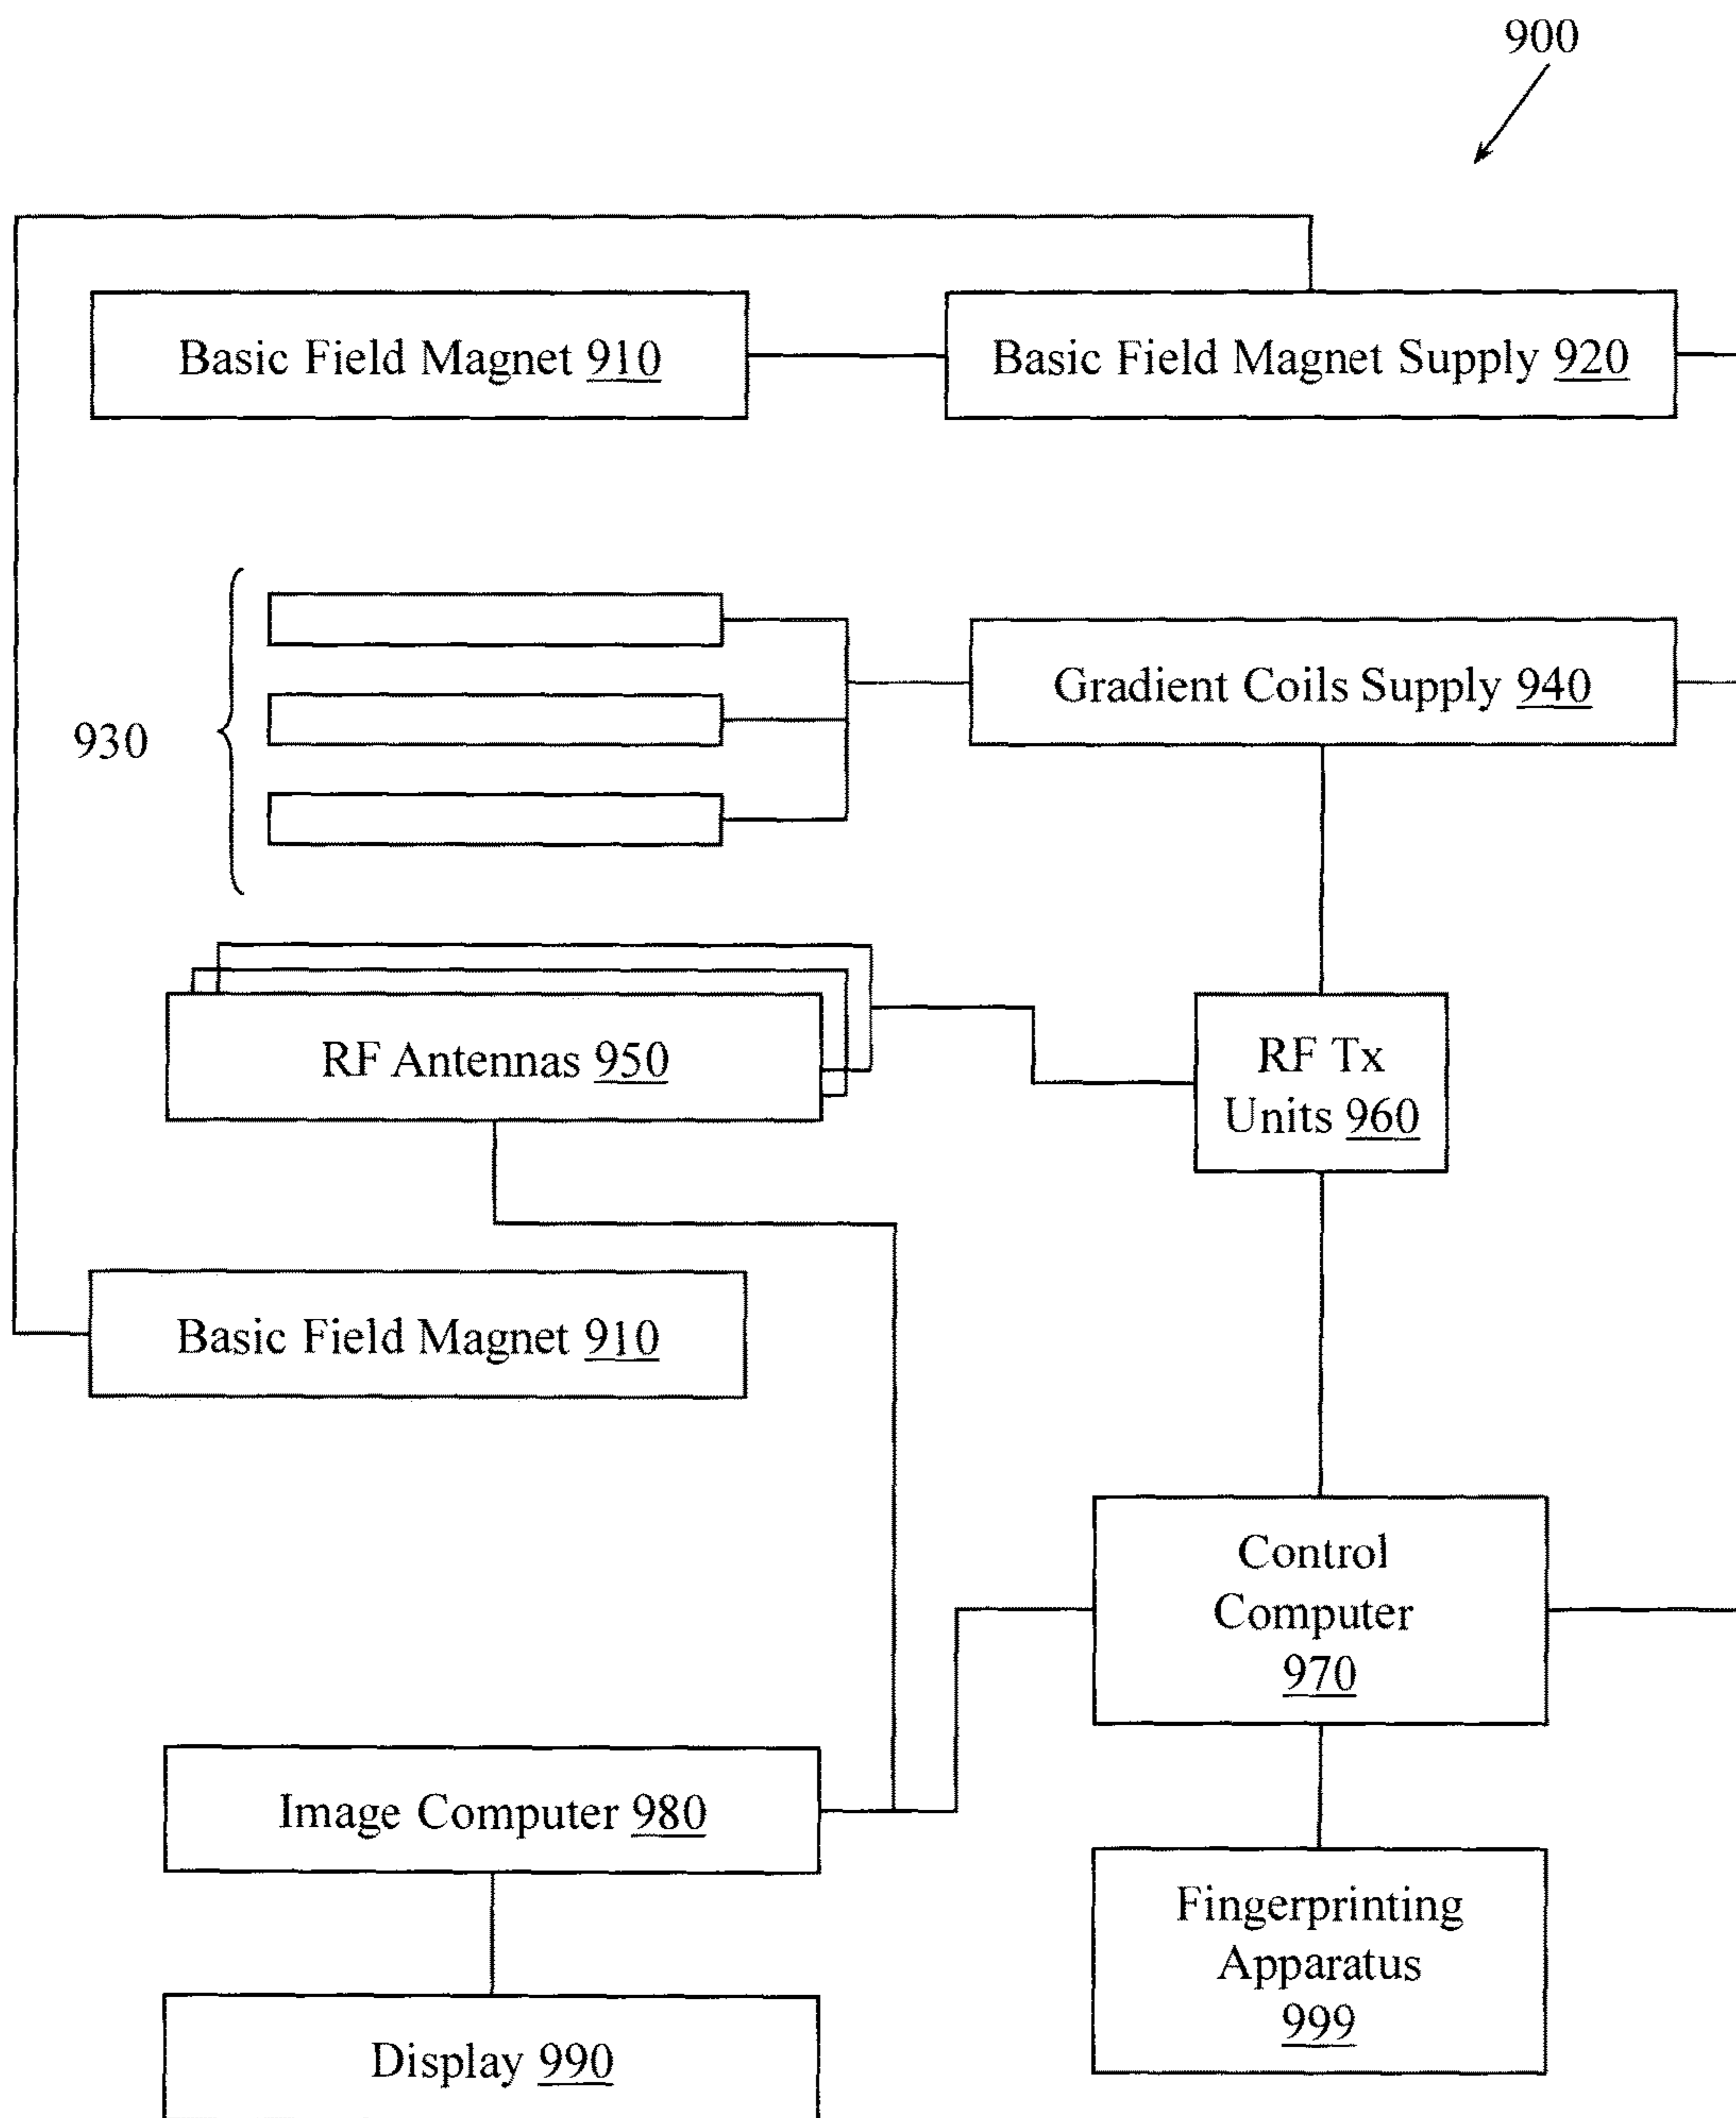 900
Basic Field Magnet 910
Basic Field Magnet Supply 920
930
Gradient Coils Supply 940
RF Antennas 950
RF Tx
Units 960
Basic Field Magnet 910
Control
Computer
970
Image Computer 980
Fingerprinting
Apparatus
999
Display 990